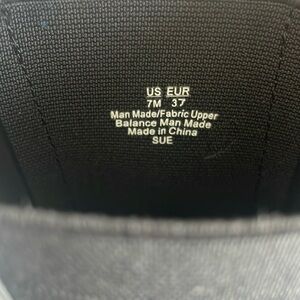 US EUR
7M 37
Man Made/Fabric Upper
Balance Man Made
Made in China
SUE